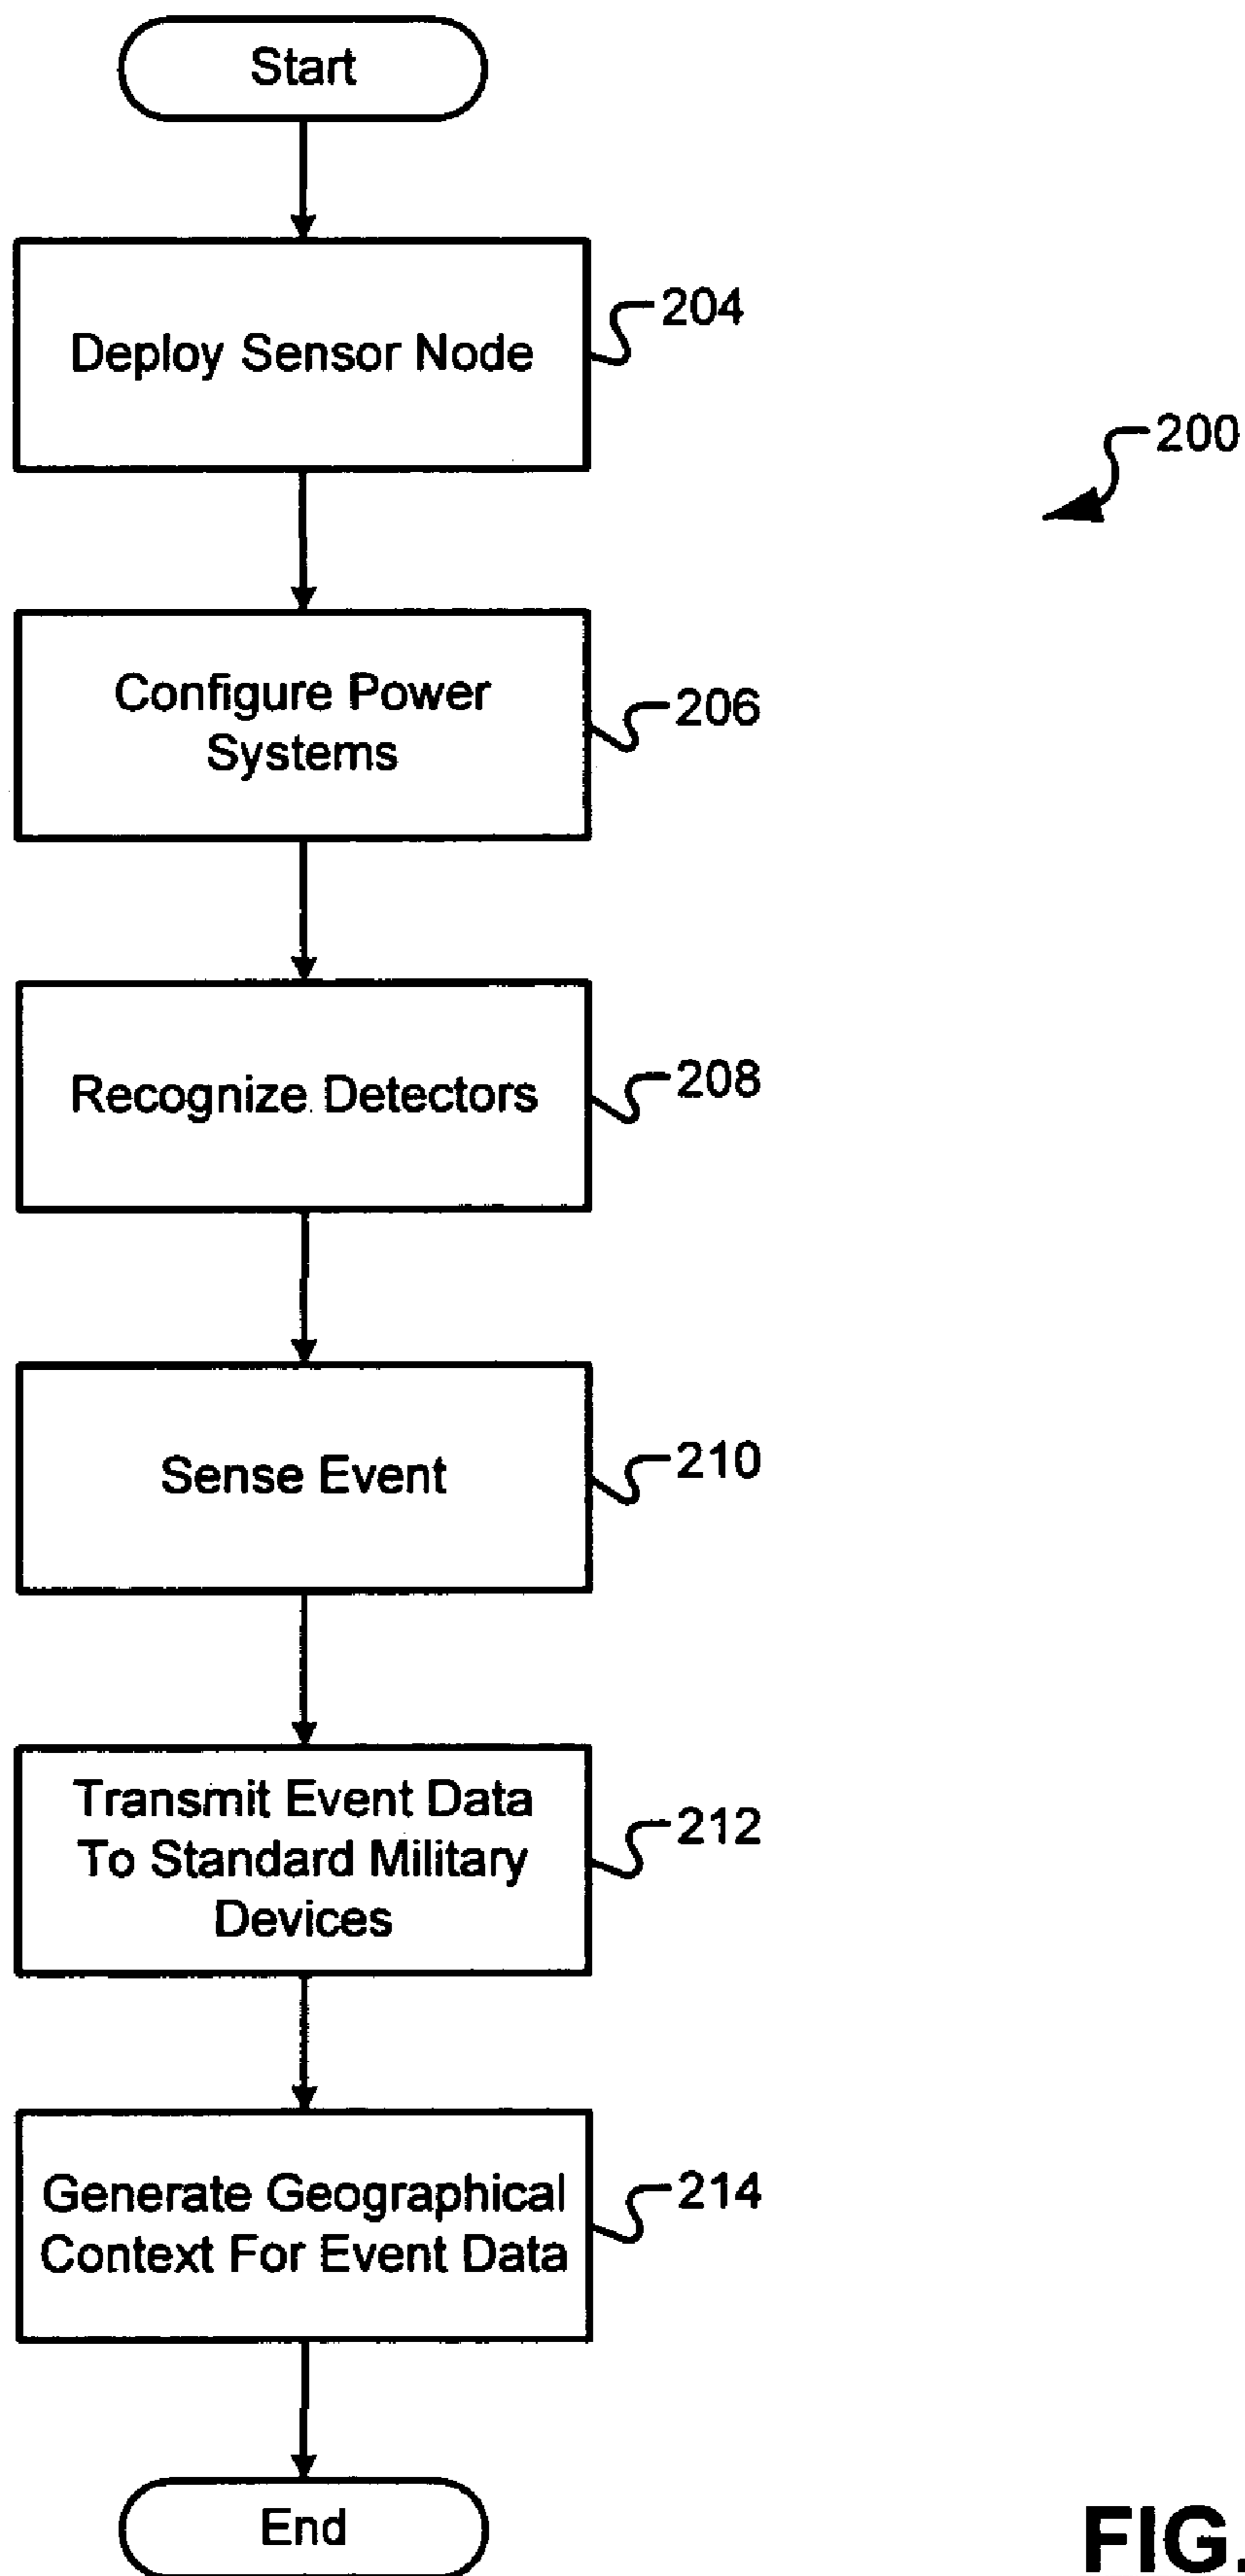 Start
Deploy Sensor Node
204
200
Configure Power
Systems
206
Recognize Detectors
208
Sense Event
210
Transmit Event Data
To Standard Military
Devices
212
Generate Geographical
Context For Event Data
214
End
FIG.